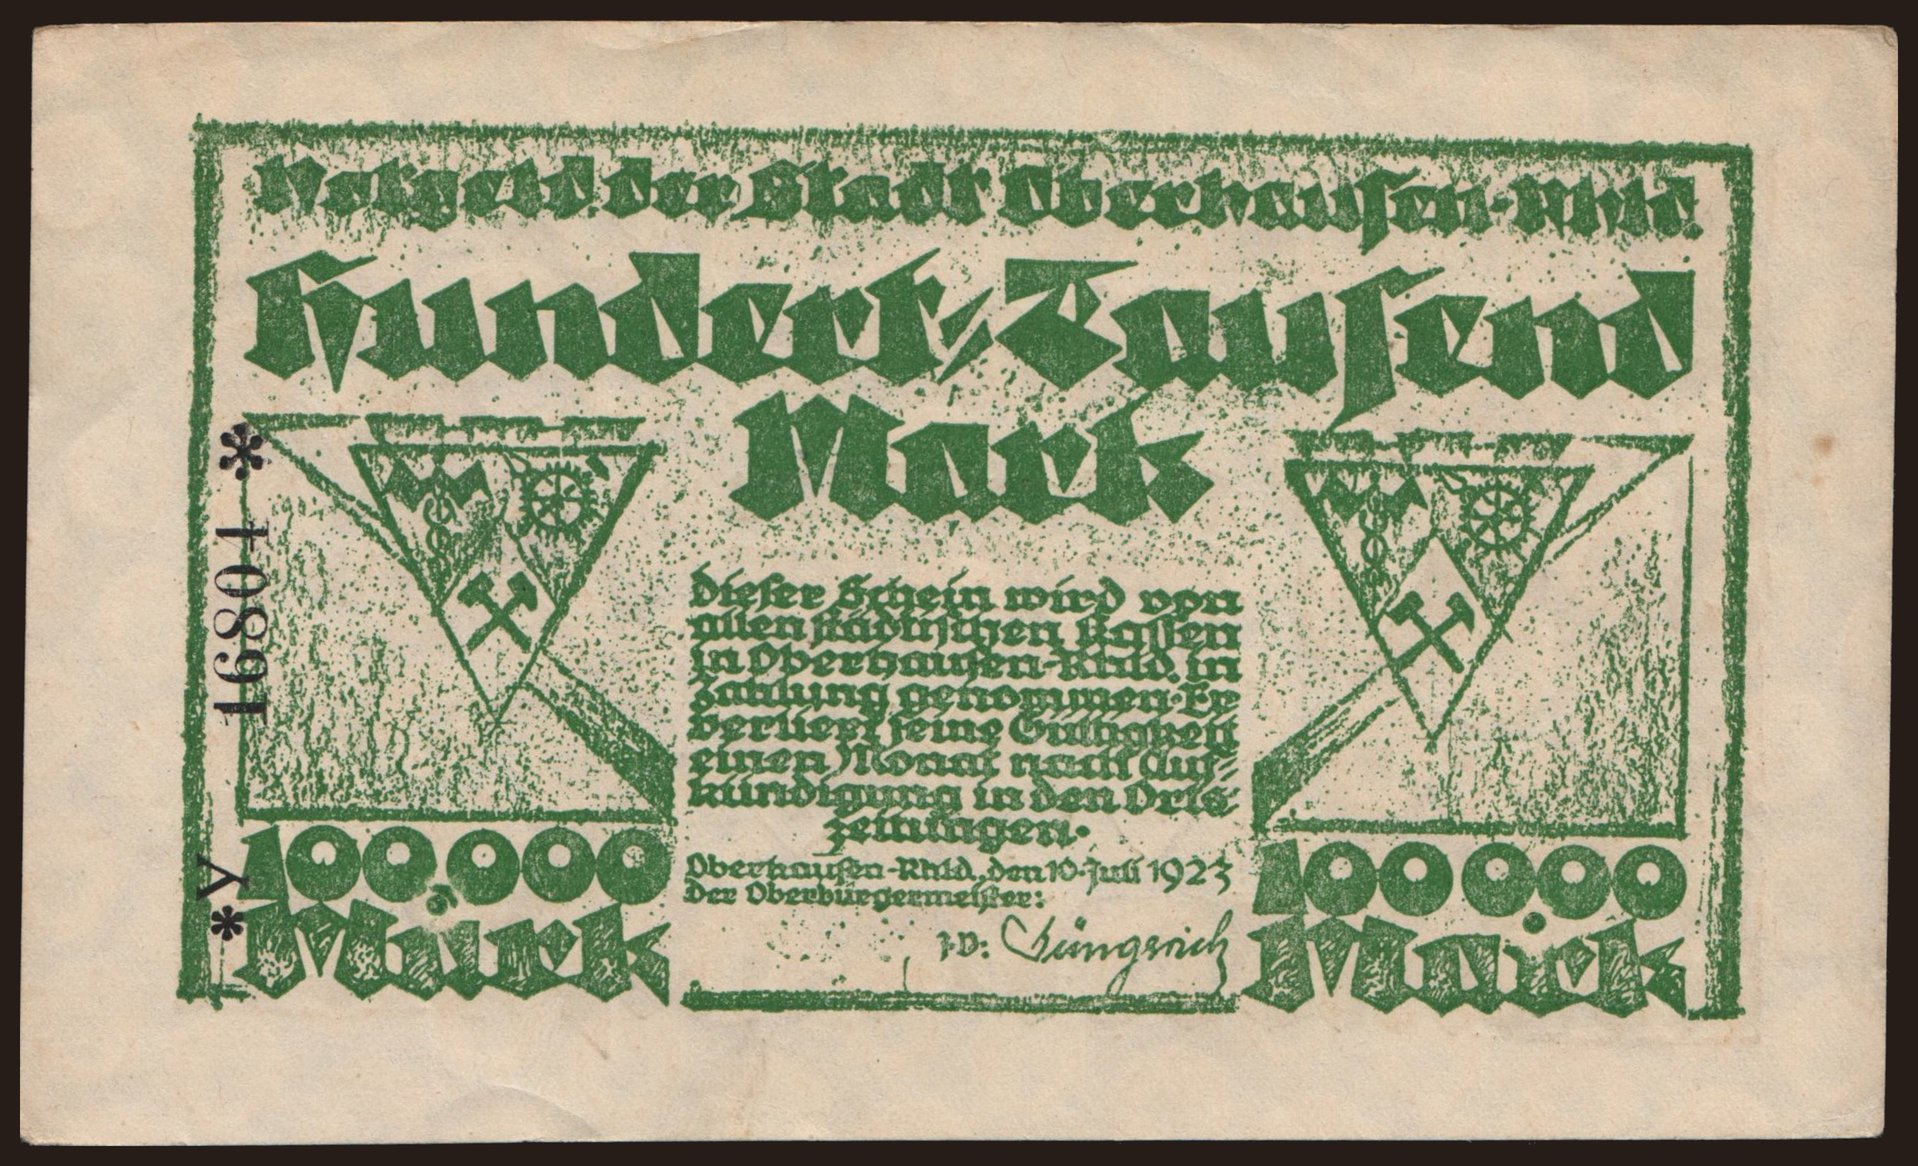 Notgeld der Stadt Oberhausen-Rhld.
Hundert-Tausend
Mark
dieser Schein wird von
allen städtischen Kassen
in Oberhausen-Rhld. in
Zahlung genommen. Er
verliert seine Gültigkeit
einen Monat nach Auf-
kündigung in den Orts-
zeitungen.
Oberhausen-Rhld., den 10. Juli 1923
Der Oberbürgermeister:
J.V.:
100.000
Mark
100.000
Mark
*Y 16804 *